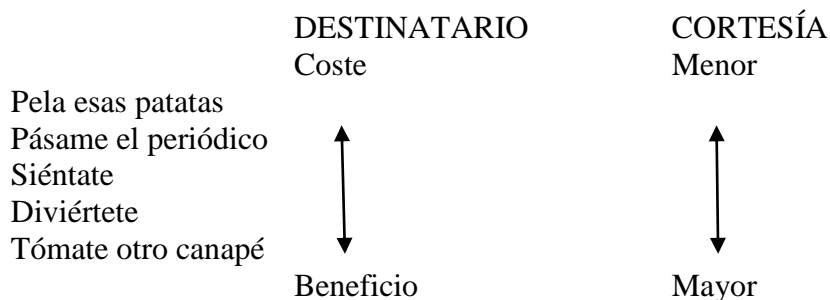 DESTINATARIO CORTESÍA
Coste Menor
Pela esas patatas
Pásame el periódico
Siéntate
Diviértete
Tómate otro canapé
Beneficio Mayor